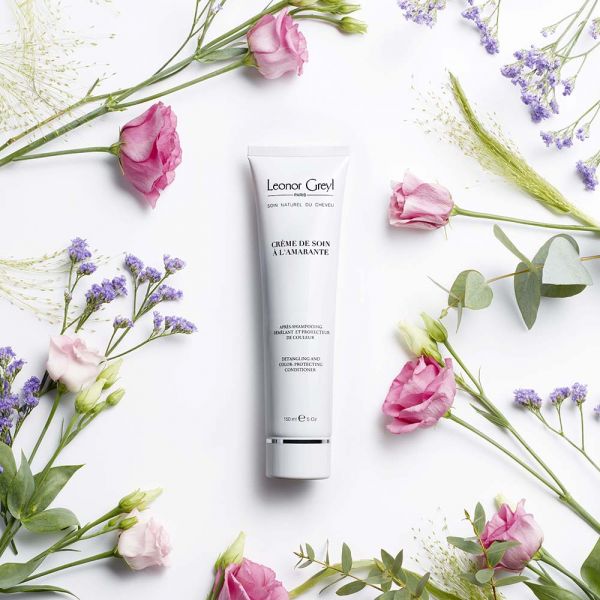 Leonor Greyl
PARIS
SOIN NATUREL DU CHEVEU
CRÈME DE SOIN
À L'AMARANTE
APRÈS-SHAMPOOING
DÉMÊLANT ET PROTECTEUR
DE COULEUR
DETANGLING AND
COLOR-PROTECTING
CONDITIONER
150 ml ℮ 5 Oz